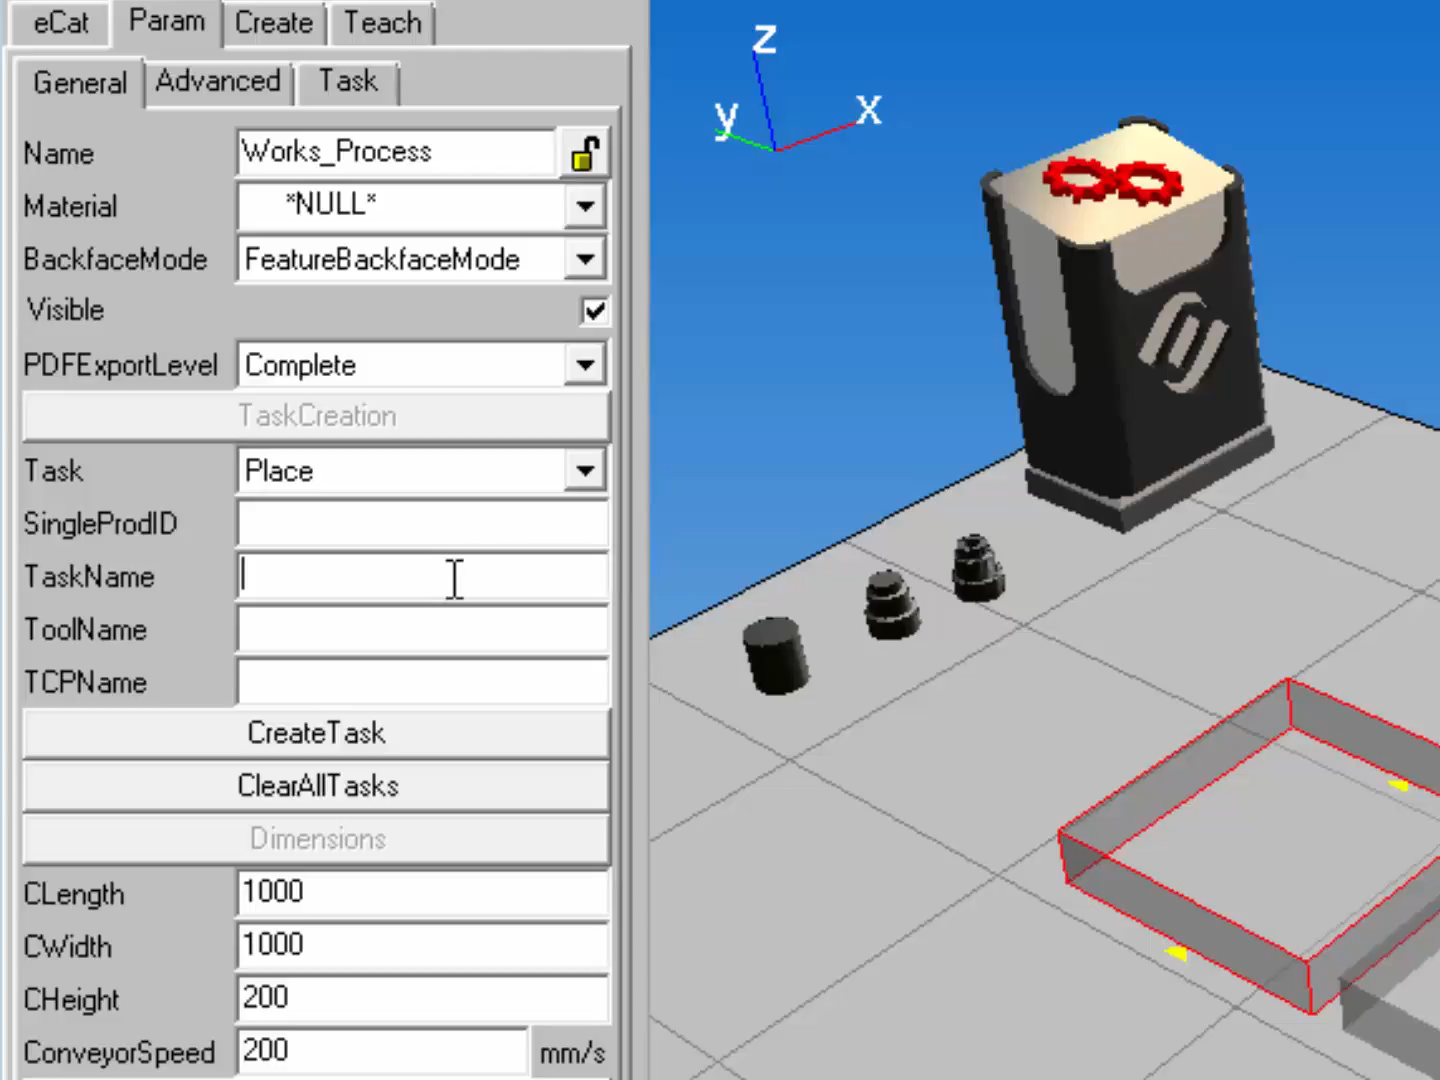 eCat Param Create Teach
General Advanced Task
Name Works_Process
Material *NULL*
BackfaceMode FeatureBackfaceMode
Visible
PDFExportLevel Complete
TaskCreation
Task Place
SingleProdID
TaskName
ToolName
TCPName
CreateTask
ClearAllTasks
Dimensions
CLength 1000
CWidth 1000
CHeight 200
ConveyorSpeed 200 mm/s
z
y x